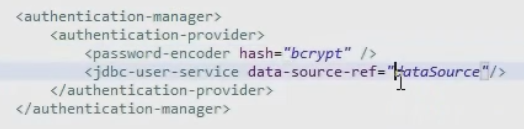 <authentication-manager>
<authentication-provider>
<password-encoder hash="bcrypt" />
<jdbc-user-service data-source-ref="dataSource"/>
</authentication-provider>
</authentication-manager>